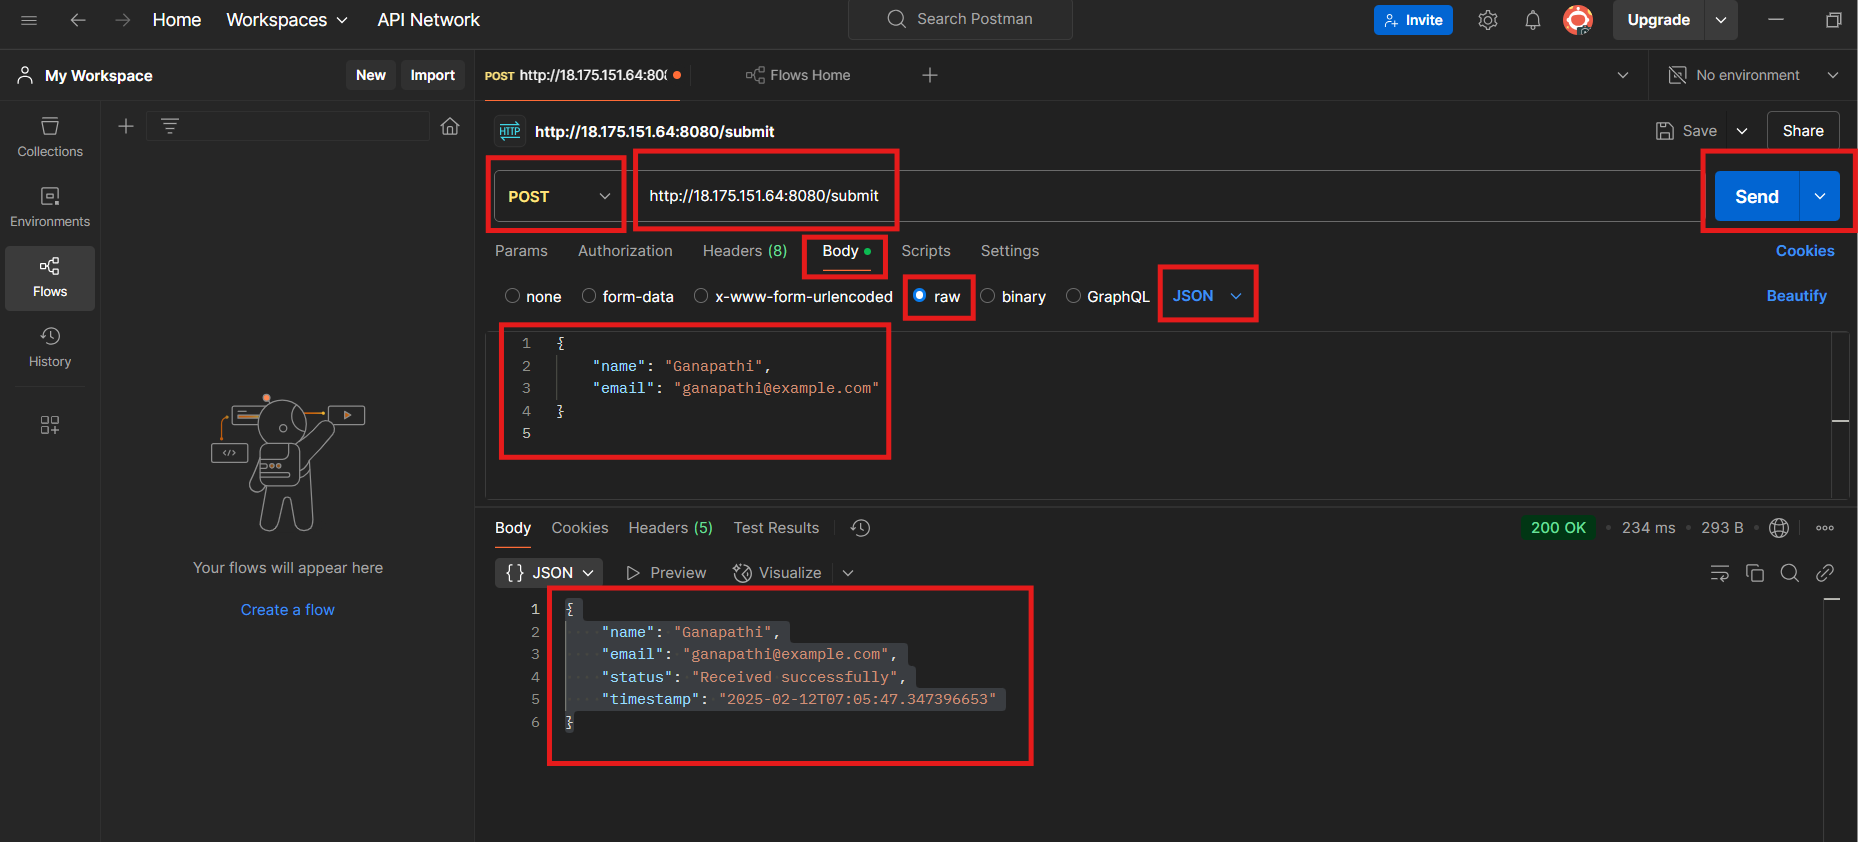 Home Workspaces API Network Search Postman Invite Upgrade
My Workspace New Import POST http://18.175.151.64:80( Flows Home No environment
Collections
Environments
Flows
History
Your flows will appear here
Create a flow
HTTP http://18.175.151.64:8080/submit Save Share
POST http://18.175.151.64:8080/submit Send
Params Authorization Headers (8) Body Scripts Settings Cookies
none form-data x-www-form-urlencoded raw binary GraphQL JSON Beautify
1 {
2 "name": "Ganapathi",
3 "email": "ganapathi@example.com"
4 }
5
Body Cookies Headers (5) Test Results 200 OK 234 ms 293 B
{} JSON Preview Visualize
1 {
2 "name": "Ganapathi",
3 "email": "ganapathi@example.com",
4 "status": "Received successfully",
5 "timestamp": "2025-02-12T07:05:47.347396653"
6 }